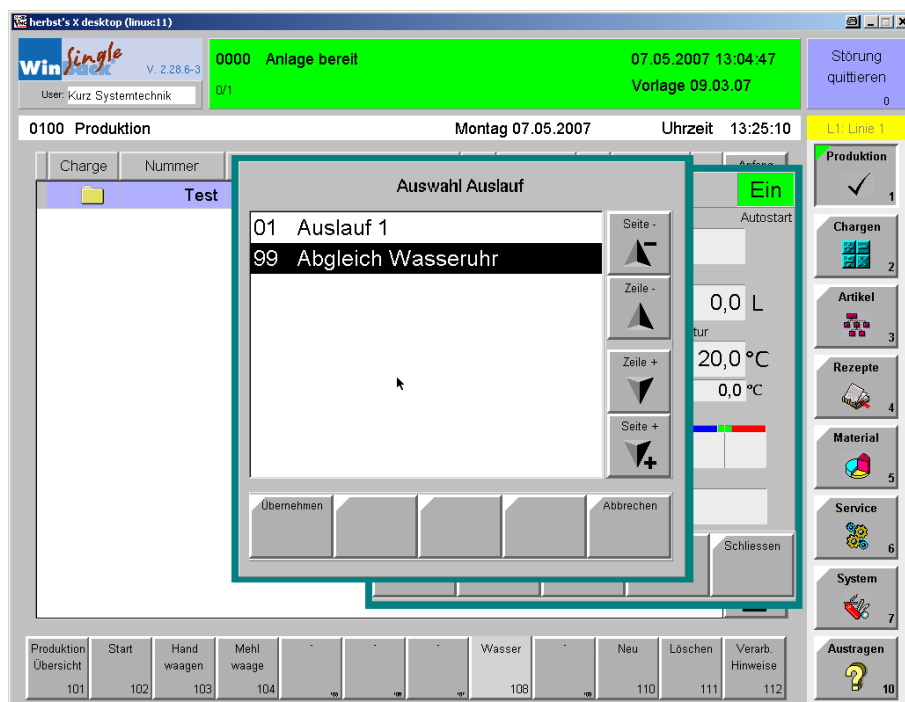 herbst's X desktop (linux:11)
Win Single
Back V. 2.28.6-3
User: Kurz Systemtechnik
0000 Anlage bereit
0/1
07.05.2007 13:04:47
Vorlage 09.03.07
Störung
quittieren
0
0100 Produktion
Montag 07.05.2007
Uhrzeit 13:25:10
L1: Linie 1
Charge
Nummer
Anfang
Test
Ein
Autostart
0,0 L
tur
20,0 °C
0,0 °C
Schliessen
Auswahl Auslauf
01 Auslauf 1
99 Abgleich Wasseruhr
Seite -
Zeile -
Zeile +
Seite +
Übernehmen
Abbrechen
Produktion
1
Chargen
2
Artikel
3
Rezepte
4
Material
5
Service
6
System
7
Austragen
10
Produktion
Übersicht
101
Start
102
Hand
waagen
103
Mehl
waage
104
Wasser
108
Neu
110
Löschen
111
Verarb.
Hinweise
112